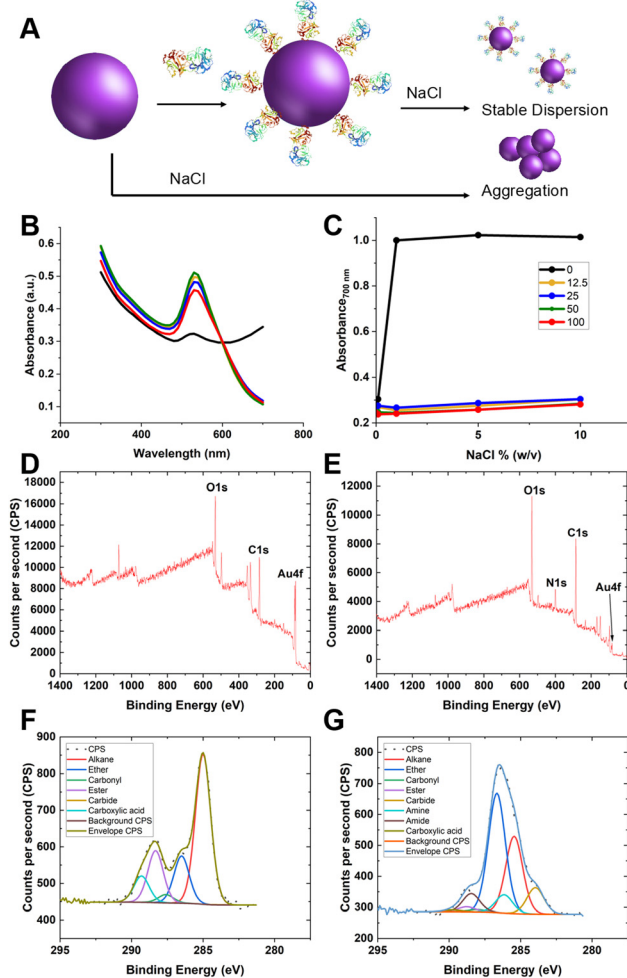 A
NaCl
Stable Dispersion
NaCl
Aggregation
B
Absorbance (a.u.)
0.6
0.5
0.4
0.3
0.2
0.1
200 400 600 800
Wavelength (nm)
C
Absorbance700 nm
1.0
0.8
0.6
0.4
0.2
0 5 10
NaCl % (w/v)
0
12.5
25
50
100
D
Counts per second (CPS)
18000
16000
14000
12000
10000
8000
6000
4000
2000
0
O1s
C1s
Au4f
1400 1200 1000 800 600 400 200 0
Binding Energy (eV)
E
Counts per second (CPS)
12000
10000
8000
6000
4000
2000
0
O1s
C1s
N1s
Au4f
1400 1200 1000 800 600 400 200 0
Binding Energy (eV)
F
Counts per second (CPS)
900
800
700
600
500
400
CPS
Alkane
Ether
Carbonyl
Ester
Carbide
Carboxylic acid
Background CPS
Envelope CPS
295 290 285 280
Binding Energy (eV)
G
Counts per second (CPS)
800
700
600
500
400
300
200
CPS
Alkane
Ether
Carbonyl
Ester
Carbide
Amine
Amide
Carboxylic acid
Background CPS
Envelope CPS
295 290 285 280
Binding Energy (eV)